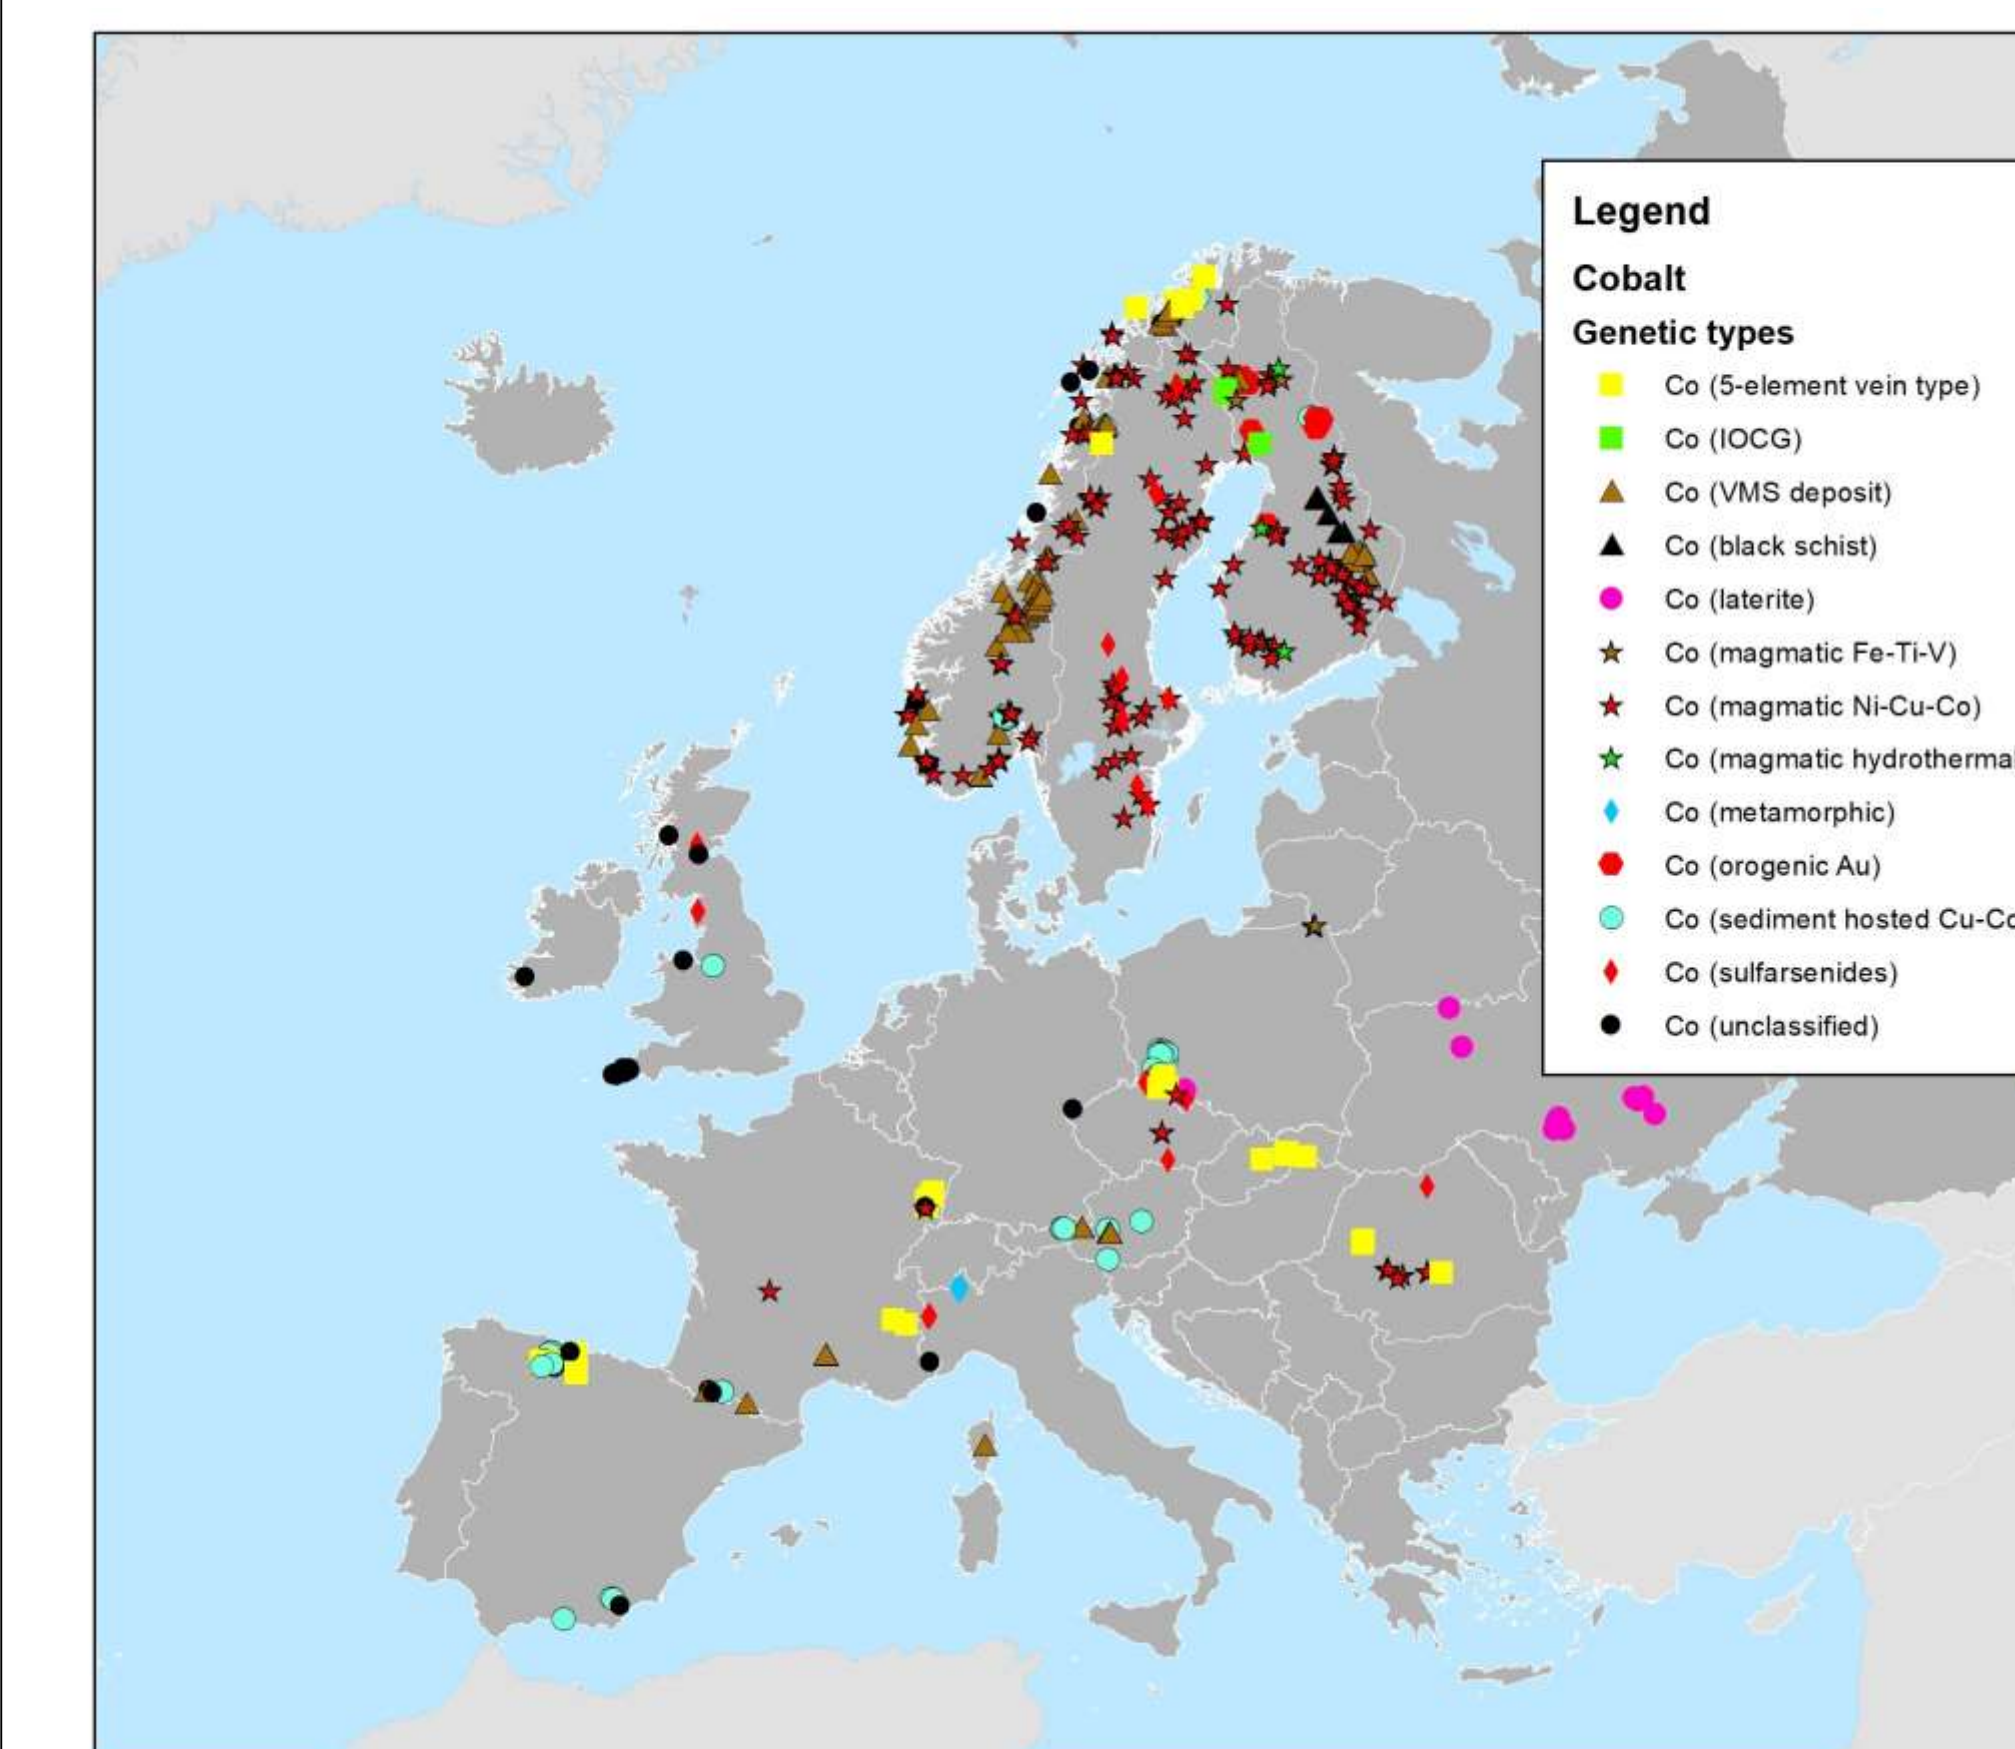 Legend
Cobalt
Genetic types
Co (5-element vein type)
Co (IOCG)
Co (VMS deposit)
Co (black schist)
Co (laterite)
Co (magmatic Fe-Ti-V)
Co (magmatic Ni-Cu-Co)
Co (magmatic hydrothermal
Co (metamorphic)
Co (orogenic Au)
Co (sediment hosted Cu-Co
Co (sulfarsenides)
Co (unclassified)